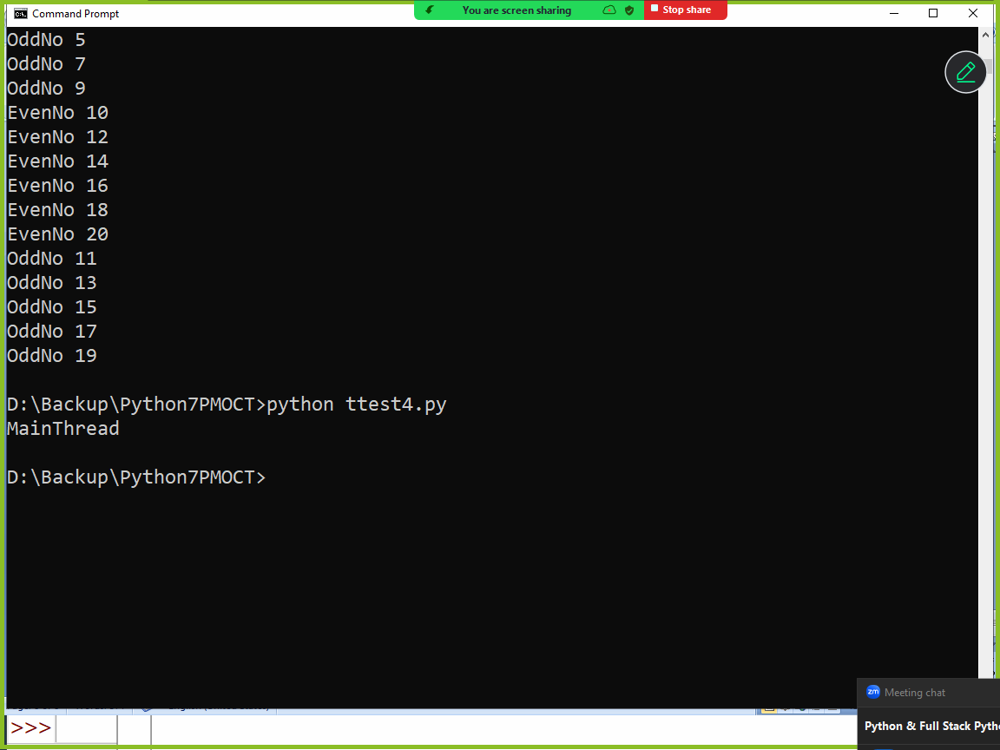 Command Prompt
You are screen sharing
Stop share
OddNo 5
OddNo 7
OddNo 9
EvenNo 10
EvenNo 12
EvenNo 14
EvenNo 16
EvenNo 18
EvenNo 20
OddNo 11
OddNo 13
OddNo 15
OddNo 17
OddNo 19
D:\Backup\Python7PMOCT>python ttest4.py
MainThread
D:\Backup\Python7PMOCT>
zm Meeting chat
Python & Full Stack Pytho
>>>